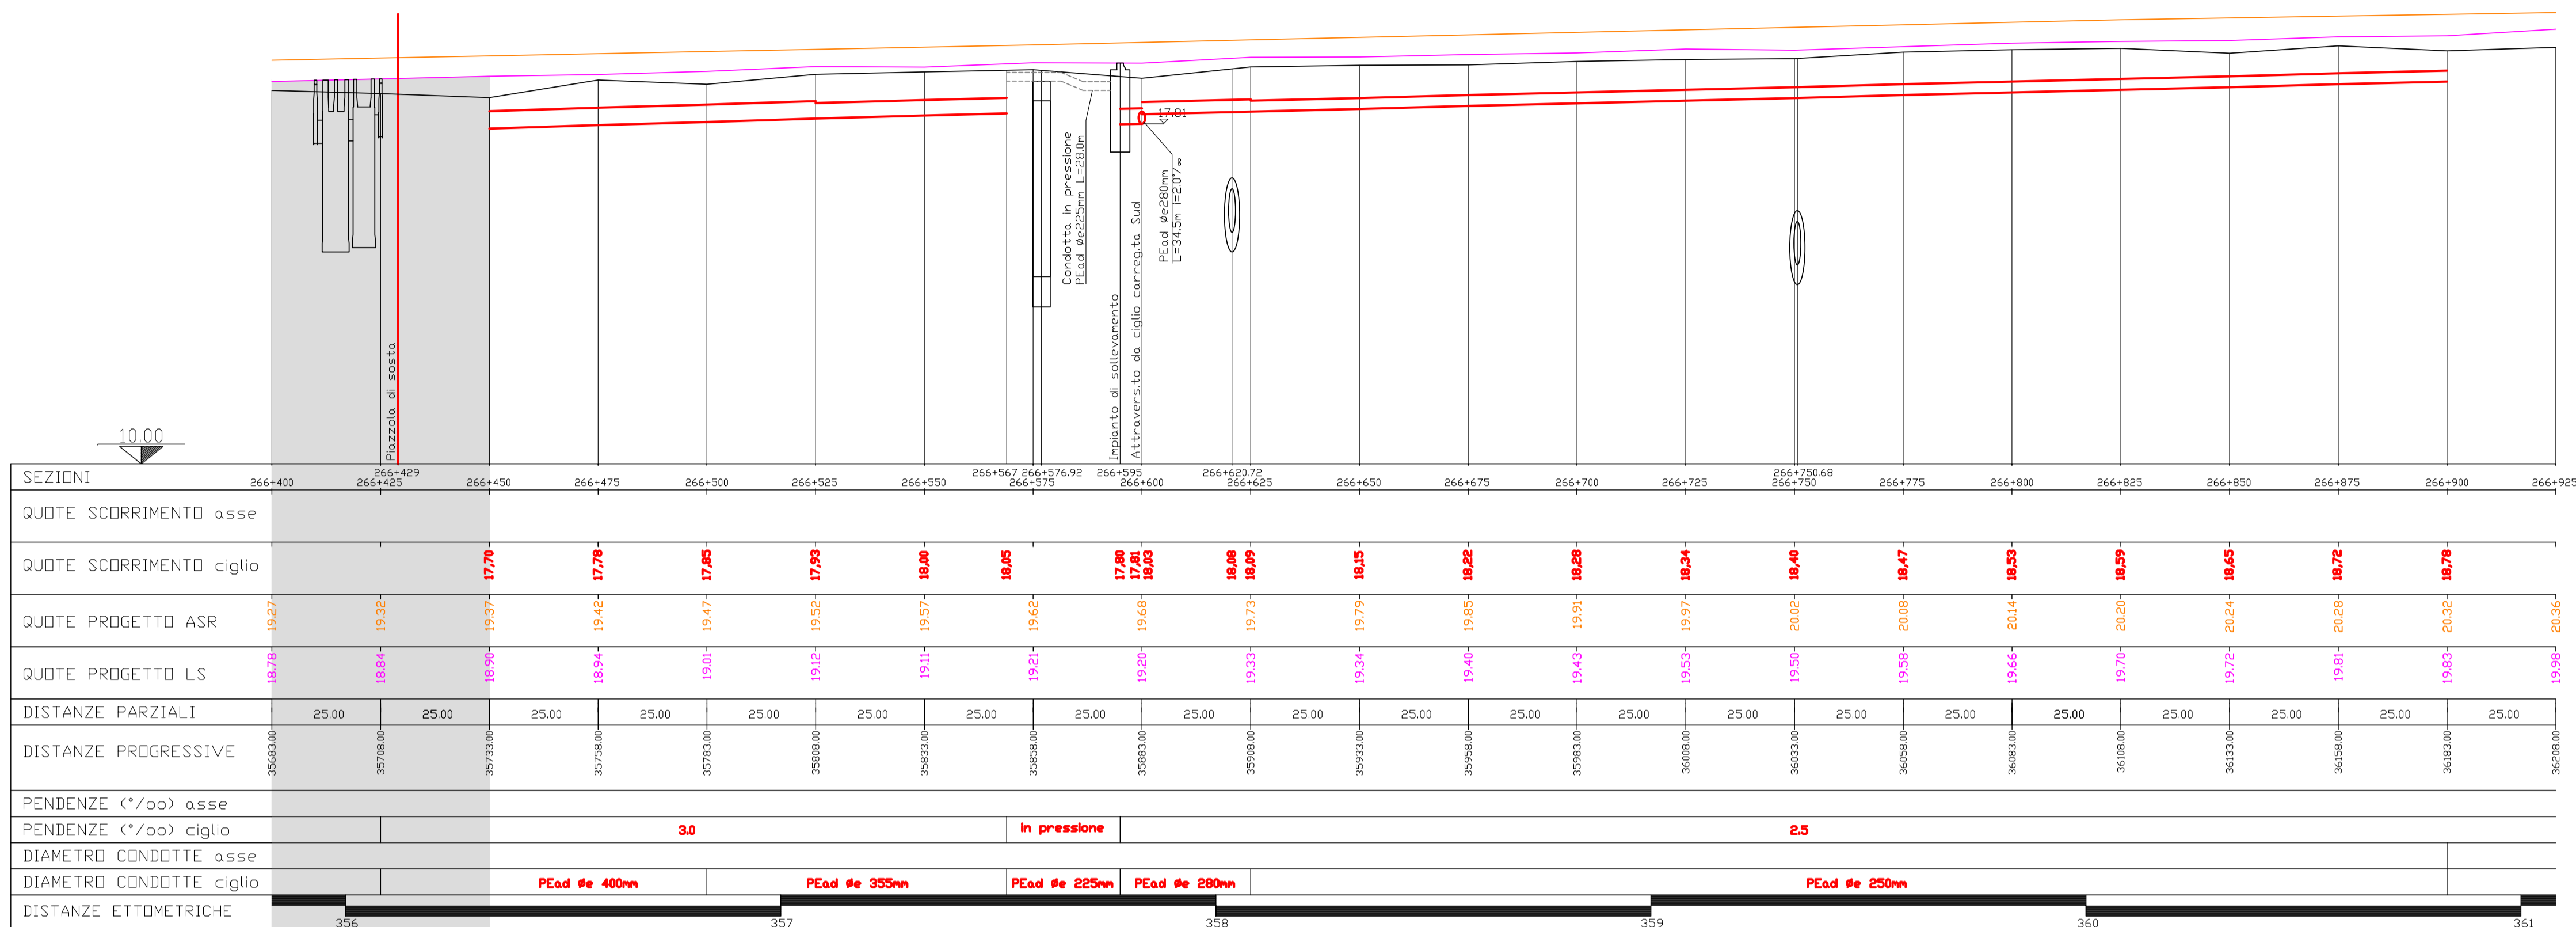 17.81
Condotta in pressione
PEad Øe225mm L=28.0m
PEad Øe280mm
L=34.5m i=2.0°/∞
Piazzola di sosta
Impianto di sollevamento
Attravers.to da ciglio carreg.ta Sud
10.00
SEZIONI
266+429 266+567 266+576.92 266+595 266+620.72 266+750.68
266+400 266+425 266+450 266+475 266+500 266+525 266+550 266+575 266+600 266+625 266+650 266+675 266+700 266+725 266+750 266+775 266+800 266+825 266+850 266+875 266+900 266+925
QUOTE SCORRIMENTO asse
QUOTE SCORRIMENTO ciglio 17,70 17,78 17,85 17,93 18,00 18,05 17,80 17,81 18,03 18,08 18,09 18,15 18,22 18,28 18,34 18,40 18,47 18,53 18,59 18,65 18,72 18,78
QUOTE PROGETTO ASR 19.27 19.32 19.37 19.42 19.47 19.52 19.57 19.62 19.68 19.73 19.79 19.85 19.91 19.97 20.02 20.08 20.14 20.20 20.24 20.28 20.32 20.36
QUOTE PROGETTO LS 18.78 18.84 18.90 18.94 19.01 19.12 19.11 19.21 19.20 19.33 19.34 19.40 19.43 19.53 19.50 19.58 19.66 19.70 19.72 19.81 19.83 19.98
DISTANZE PARZIALI 25.00 25.00 25.00 25.00 25.00 25.00 25.00 25.00 25.00 25.00 25.00 25.00 25.00 25.00 25.00 25.00 25.00 25.00 25.00 25.00 25.00
DISTANZE PROGRESSIVE 35683.00 35708.00 35733.00 35758.00 35783.00 35808.00 35833.00 35858.00 35883.00 35908.00 35933.00 35958.00 35983.00 36008.00 36033.00 36058.00 36083.00 36108.00 36133.00 36158.00 36183.00 36208.00
PENDENZE (°/oo) asse
PENDENZE (°/oo) ciglio 3.0 In pressione 2.5
DIAMETRO CONDOTTE asse
DIAMETRO CONDOTTE ciglio PEad Øe 400mm PEad Øe 355mm PEad Øe 225mm PEad Øe 280mm PEad Øe 250mm
DISTANZE ETTOMETRICHE
356 357 358 359 360 361